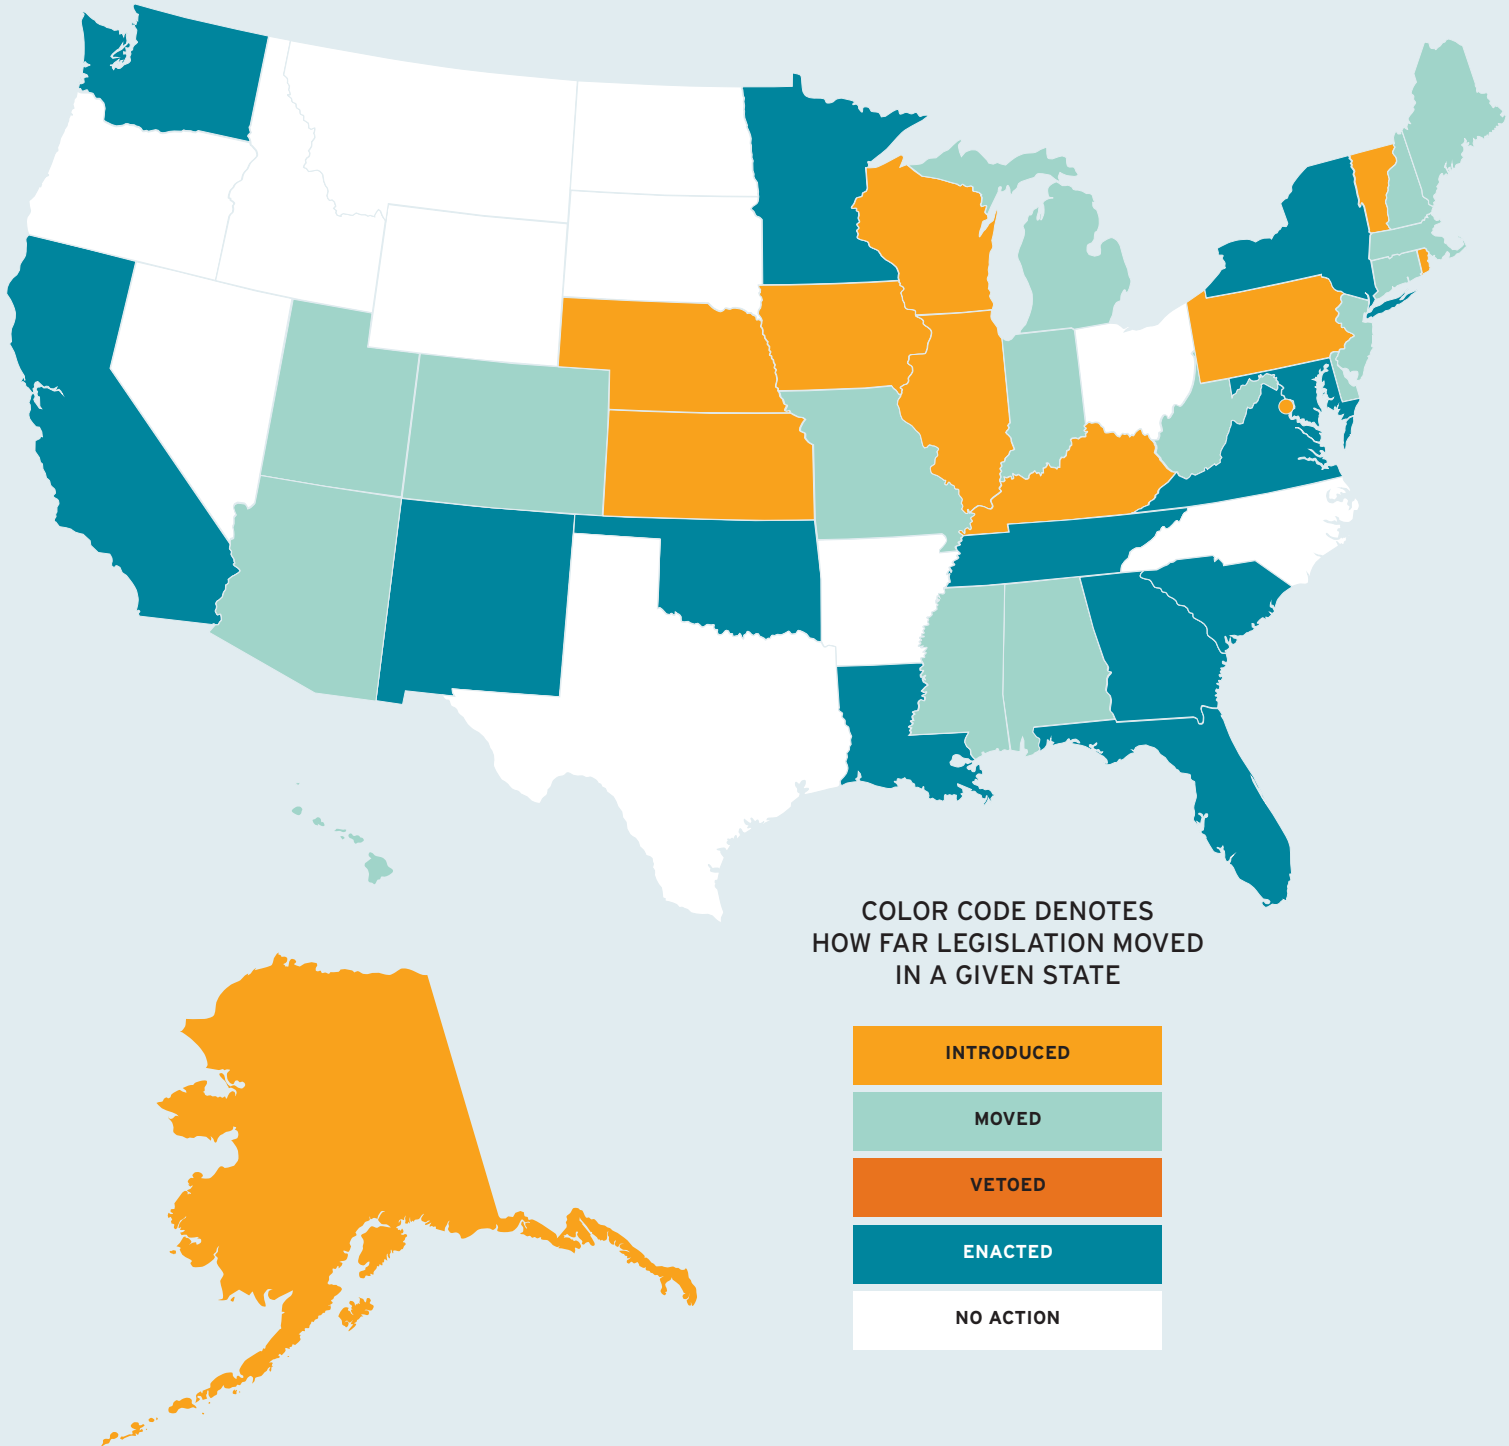 COLOR CODE DENOTES
HOW FAR LEGISLATION MOVED
IN A GIVEN STATE
INTRODUCED
MOVED
VETOED
ENACTED
NO ACTION